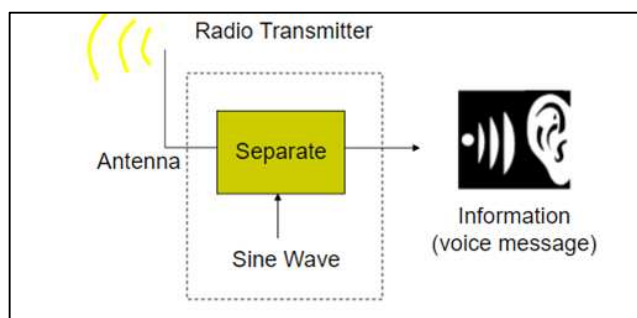 Radio Transmitter
Antenna
Separate
Sine Wave
Information
(voice message)